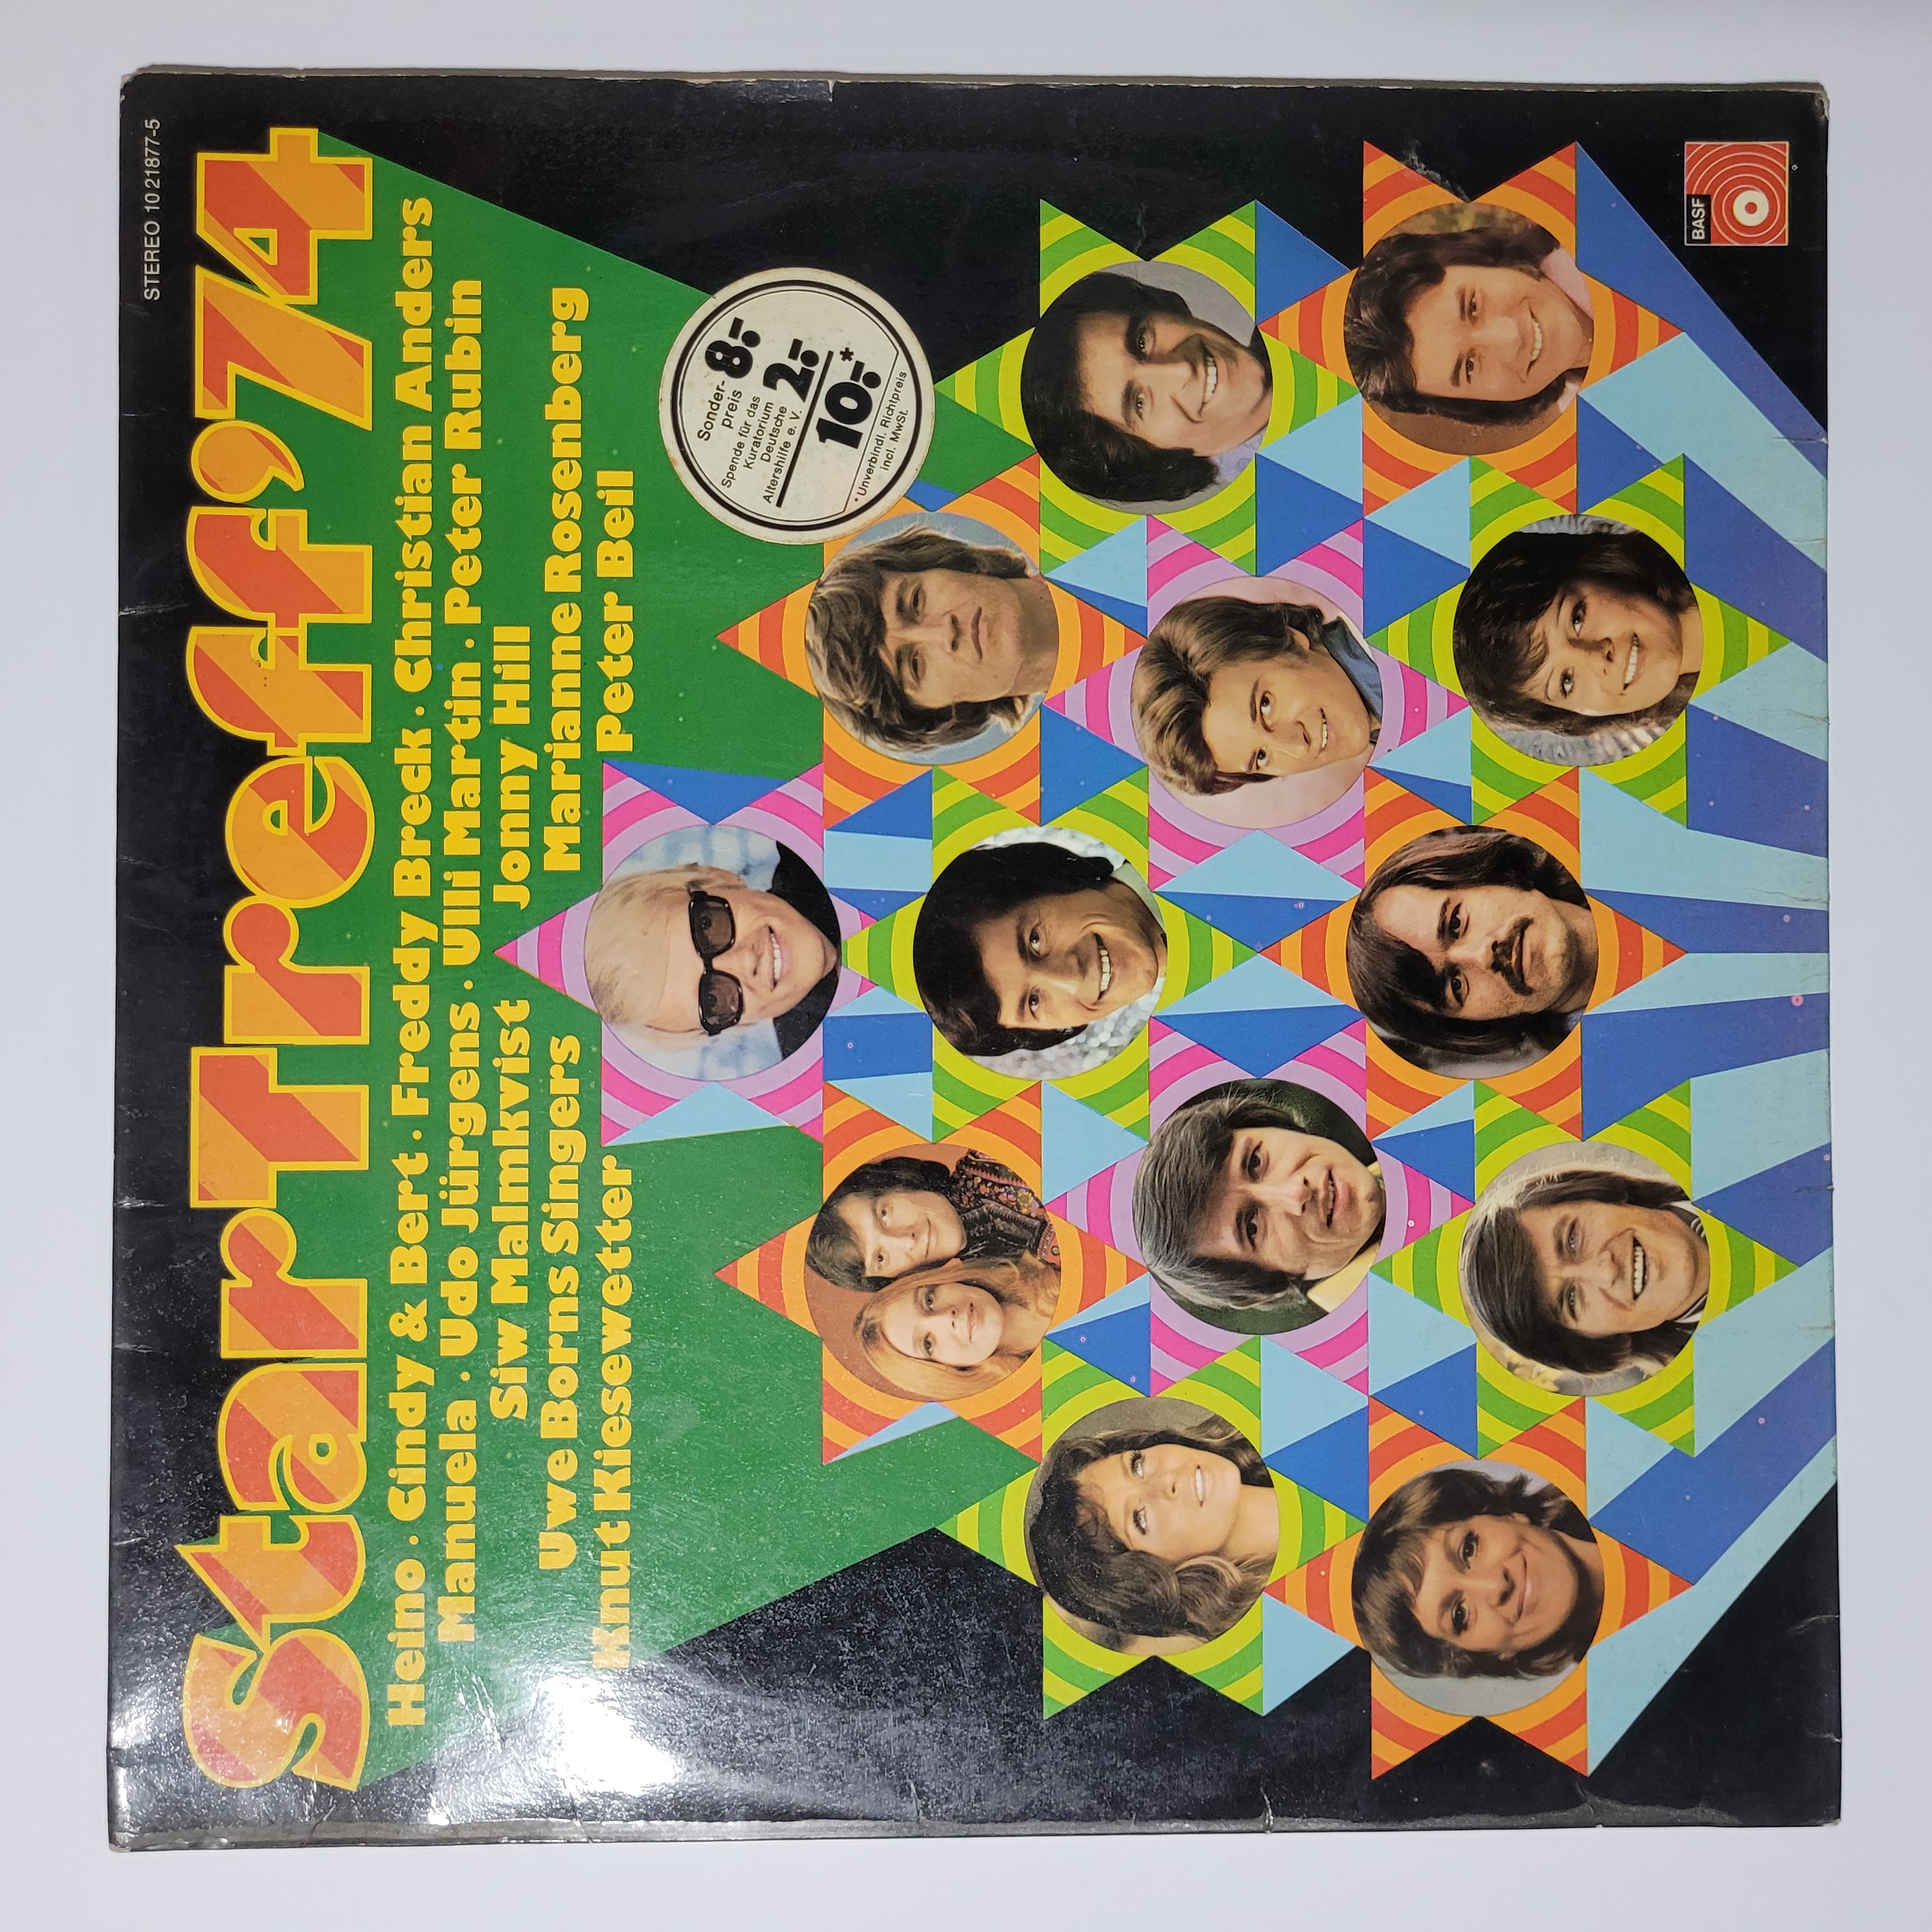 STEREO 10 21877-5
StarTreff'74
Heino · Cindy & Bert · Freddy Breck · Christian Anders
Manuela · Udo Jürgens · Ulli Martin · Peter Rubin
Siw Malmkvist Jonny Hill
Uwe Borns Singers Marianne Rosenberg
Knut Kiesewetter Peter Beil
Sonder-
preis 8.-
Spende für das
Kuratorium
Deutsche
Altershilfe e.V. 2.-
10.-*
*Unverbindl. Richtpreis
incl. MwSt.
BASF